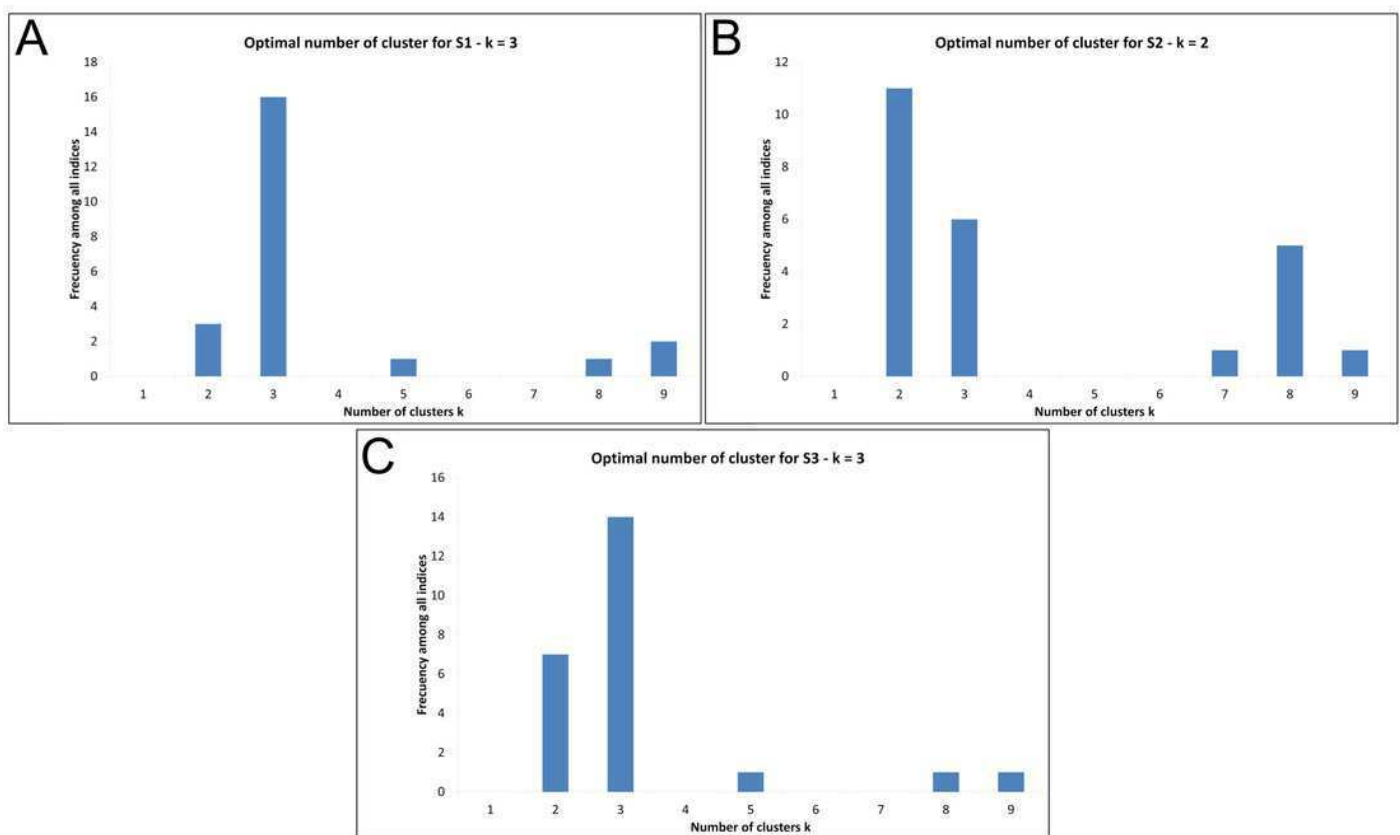 A
Optimal number of cluster for S1 - k = 3
Frecuency among all indices
18
16
14
12
10
8
6
4
2
0
1 2 3 4 5 6 7 8 9
Number of clusters k
B
Optimal number of cluster for S2 - k = 2
Frecuency among all indices
12
10
8
6
4
2
0
1 2 3 4 5 6 7 8 9
Number of clusters k
C
Optimal number of cluster for S3 - k = 3
Frecuency among all indices
16
14
12
10
8
6
4
2
0
1 2 3 4 5 6 7 8 9
Number of clusters k